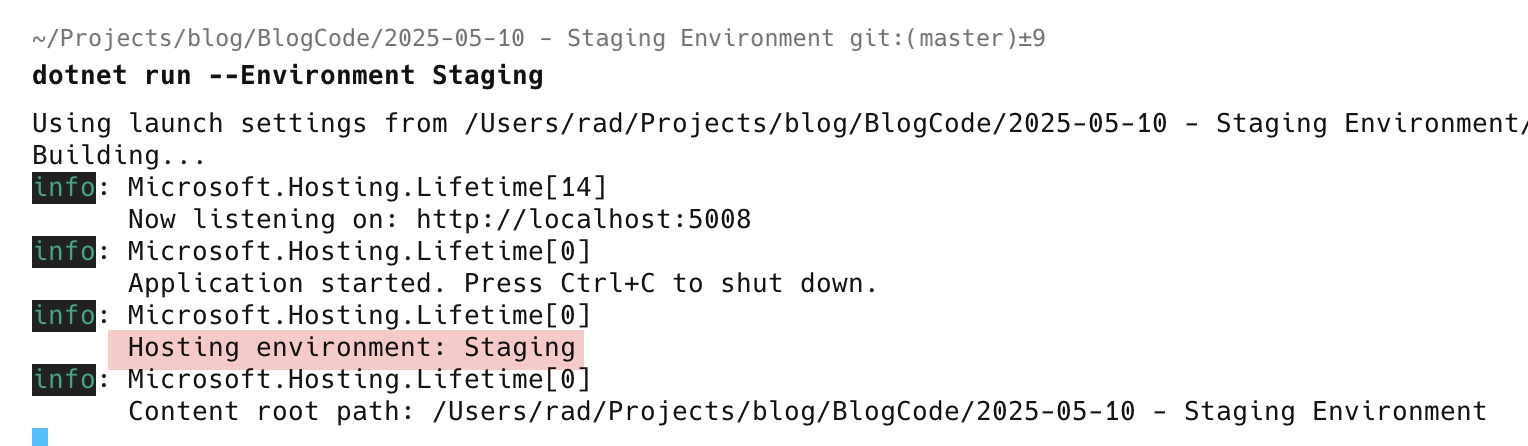 ~/Projects/blog/BlogCode/2025-05-10 - Staging Environment git:(master)±9
dotnet run --Environment Staging
Using launch settings from /Users/rad/Projects/blog/BlogCode/2025-05-10 - Staging Environment/
Building...
info: Microsoft.Hosting.Lifetime[14]
Now listening on: http://localhost:5008
info: Microsoft.Hosting.Lifetime[0]
Application started. Press Ctrl+C to shut down.
info: Microsoft.Hosting.Lifetime[0]
Hosting environment: Staging
info: Microsoft.Hosting.Lifetime[0]
Content root path: /Users/rad/Projects/blog/BlogCode/2025-05-10 - Staging Environment